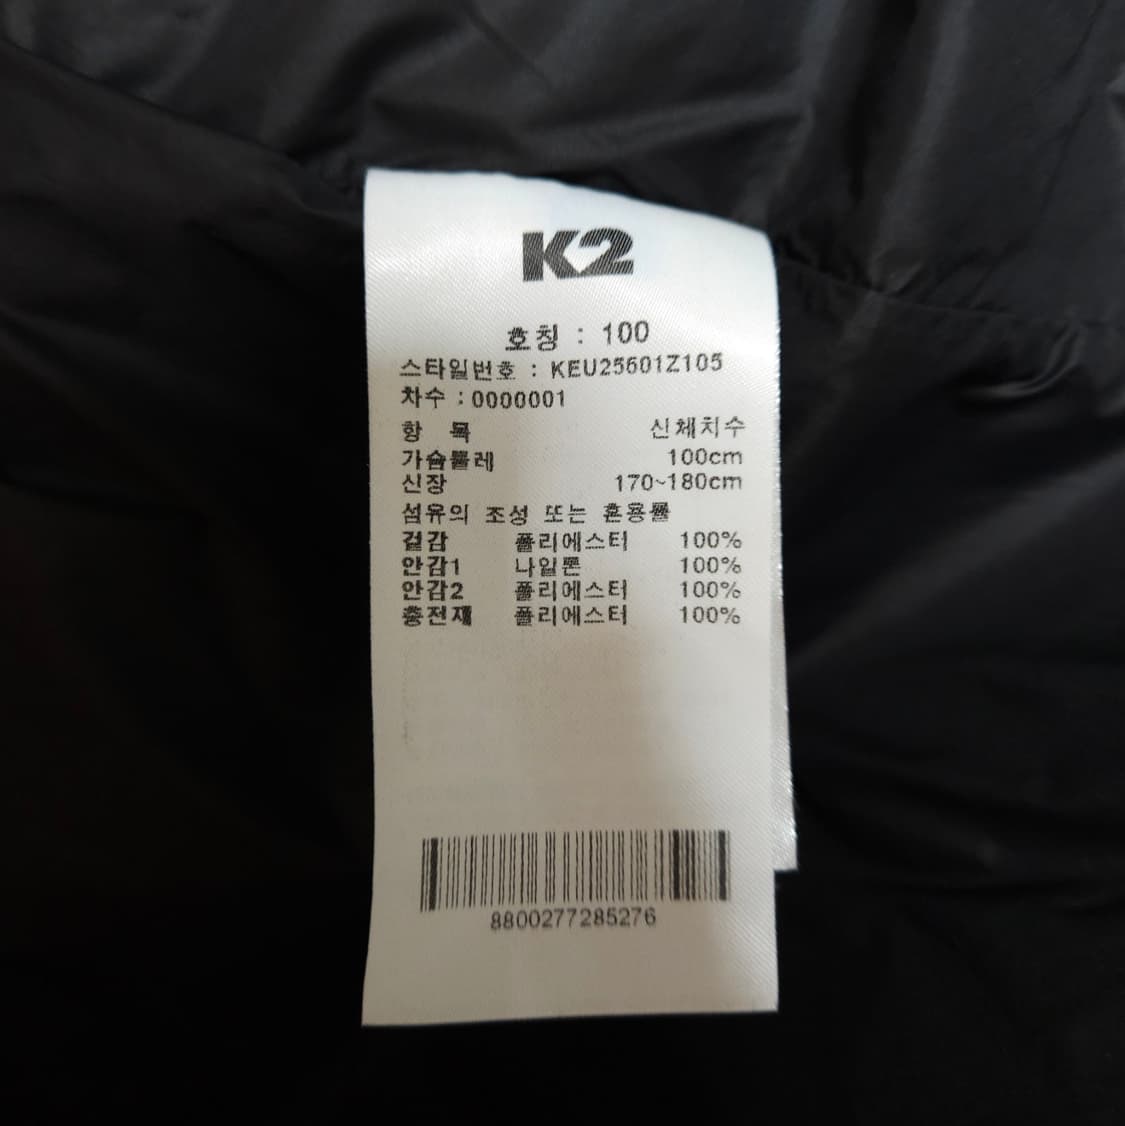 K2
호칭 : 100
스타일번호 : KEU25601Z105
차수 : 0000001
항 목 신체치수
가슴둘레 100cm
신장 170~180cm
섬유의 조성 또는 혼용률
겉감 폴리에스터 100%
안감1 나일론 100%
안감2 폴리에스터 100%
충전재 폴리에스터 100%
8800277285276